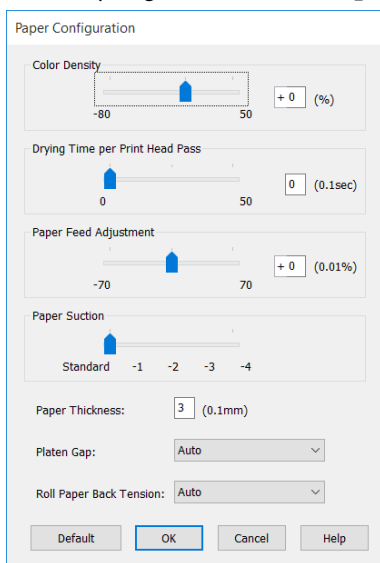 Paper Configuration
Color Density
-80 50 + 0 (%)
Drying Time per Print Head Pass
0 50 0 (0.1sec)
Paper Feed Adjustment
-70 70 + 0 (0.01%)
Paper Suction
Standard -1 -2 -3 -4
Paper Thickness: 3 (0.1mm)
Platen Gap: Auto
Roll Paper Back Tension: Auto
Default OK Cancel Help